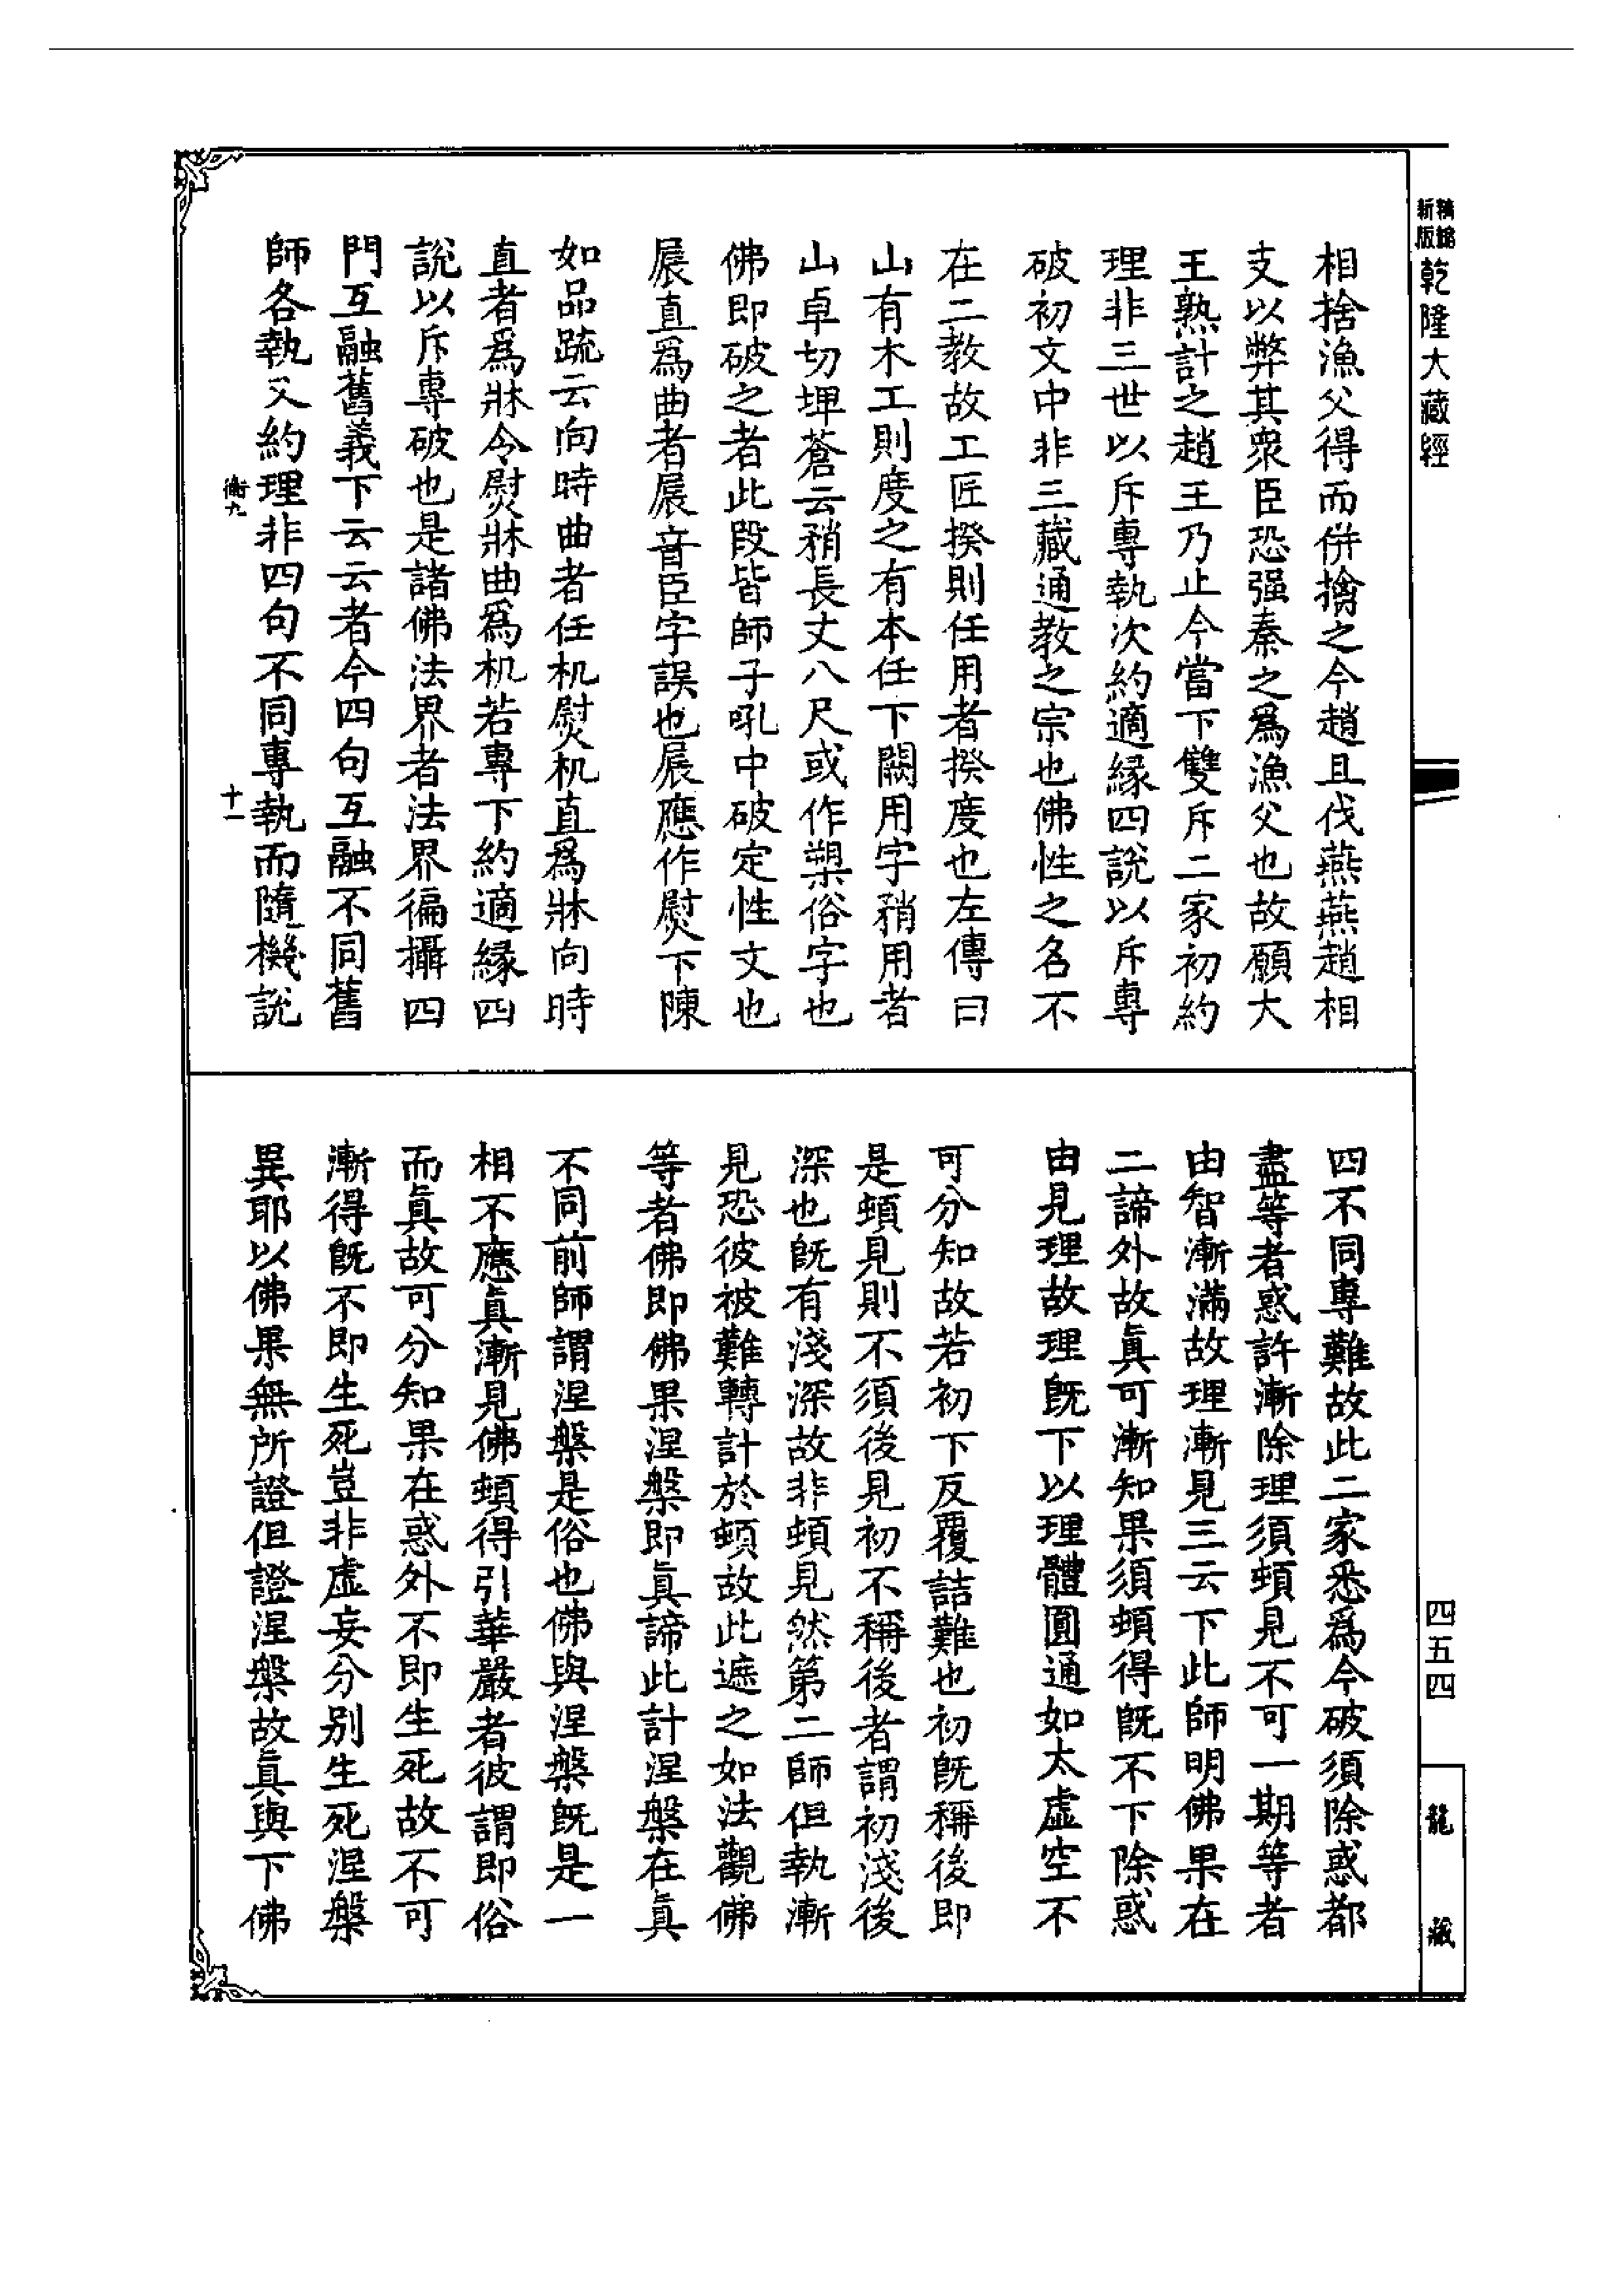 新版精縮乾隆大藏經
相捨漁父得而併擒之今趙且伐燕燕趙相
支以弊其衆臣恐强秦之爲漁父也故願大
王熟計之趙王乃止今當下雙斥二家初約
理非三世以斥專執次約適緣四說以斥專
破初文中非三藏通教之宗也佛性之名不
在二教故工匠揆則任用者揆度也左傳曰
山有木工則度之有本任下闕用字稍用者
山卓切埤蒼云稍長丈八尺或作槊俗字也
佛即破之者此段皆師子吼中破定性文也
展直爲曲者展音臣字誤也展應作熨下陳
如品疏云向時曲者任机熨机直爲牀向時
直者爲牀令熨牀曲爲机若專下約適緣四
說以斥專破也是諸佛法界者法界徧攝四
門互融舊義下云云者今四句互融不同舊
師各執又約理非四句不同專執而隨機說
衡九 十一
四不同專難故此二家悉爲今破須除惑都
盡等者惑許漸除理須頓見不可一期等者
由智漸滿故理漸見三云下此師明佛果在
二諦外故眞可漸知果須頓得既不下除惑
由見理故理既下以理體圓通如太虛空不
可分知故若初下反覆詰難也初既稱後即
是頓見則不須後見初不稱後者謂初淺後
深也既有淺深故非頓見然第二師但執漸
見恐彼被難轉計於頓故此遮之如法觀佛
等者佛即佛果涅槃即眞諦此計涅槃在眞
不同前師謂涅槃是俗也佛與涅槃既是一
相不應眞漸見佛頓得引華嚴者彼謂即俗
而眞故可分知果在惑外不即生死故不可
漸得既不即生死豈非虛妄分別生死涅槃
異耶以佛果無所證但證涅槃故眞與下佛
四五四
龍藏